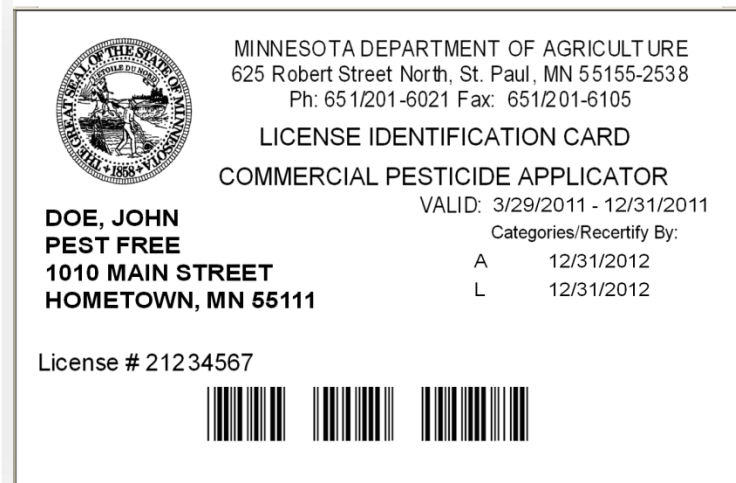 THE GREAT SEAL OF THE STATE OF MINNESOTA
L'ETOILE DU NORD
1858
MINNESOTA DEPARTMENT OF AGRICULTURE
625 Robert Street North, St. Paul, MN 55155-2538
Ph: 651/201-6021 Fax: 651/201-6105
LICENSE IDENTIFICATION CARD
COMMERCIAL PESTICIDE APPLICATOR
VALID: 3/29/2011 - 12/31/2011
Categories/Recertify By:
A 12/31/2012
L 12/31/2012
DOE, JOHN
PEST FREE
1010 MAIN STREET
HOMETOWN, MN 55111
License # 21234567